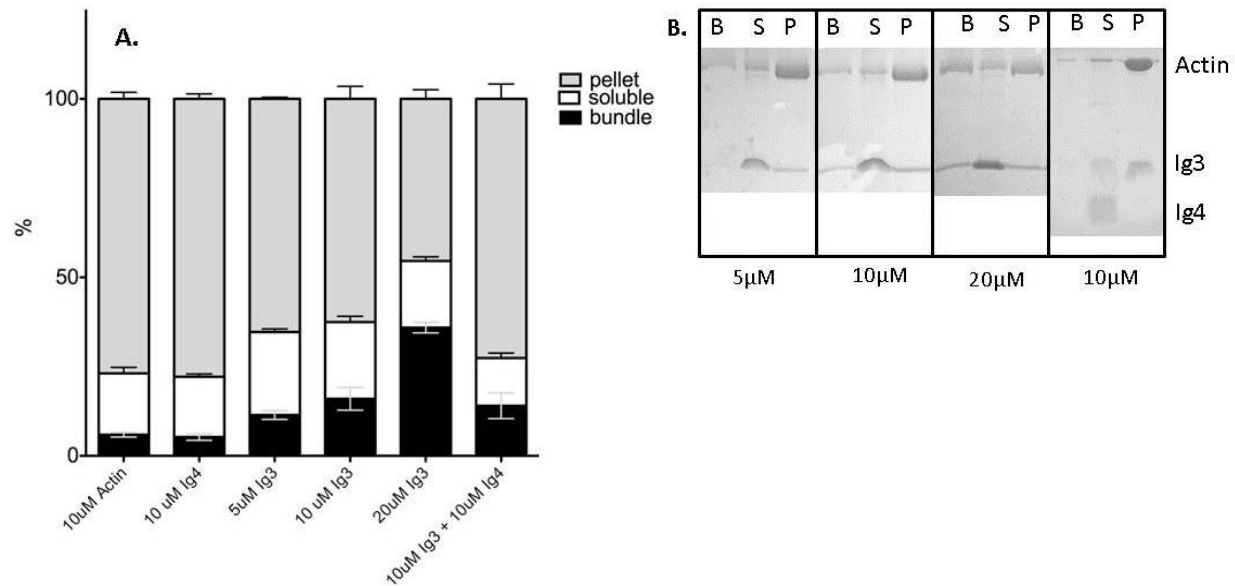 A.
pellet
soluble
bundle
100
50
0
%
10uM Actin
10 uM Ig4
5uM Ig3
10 uM Ig3
20uM Ig3
10uM Ig3 + 10uM Ig4
B.
B S P B S P B S P B S P
Actin
Ig3
Ig4
5μM 10μM 20μM 10μM